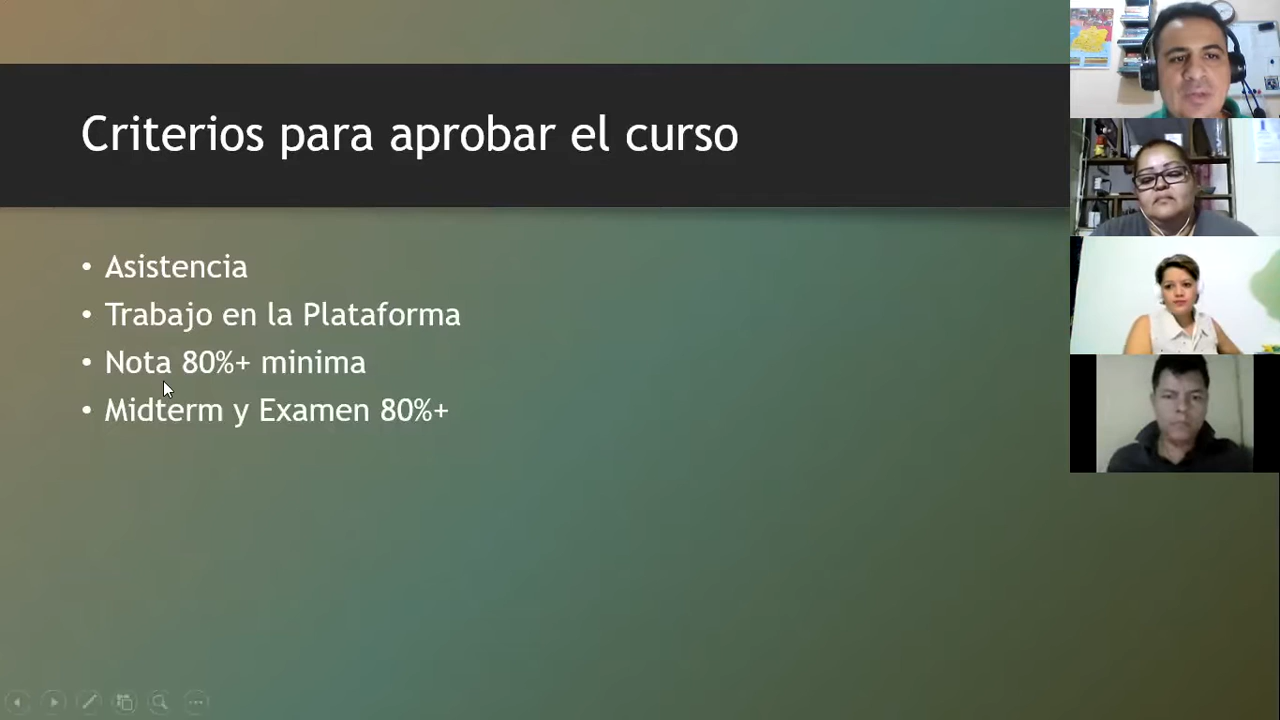 Criterios para aprobar el curso
• Asistencia
• Trabajo en la Plataforma
• Nota 80%+ minima
• Midterm y Examen 80%+